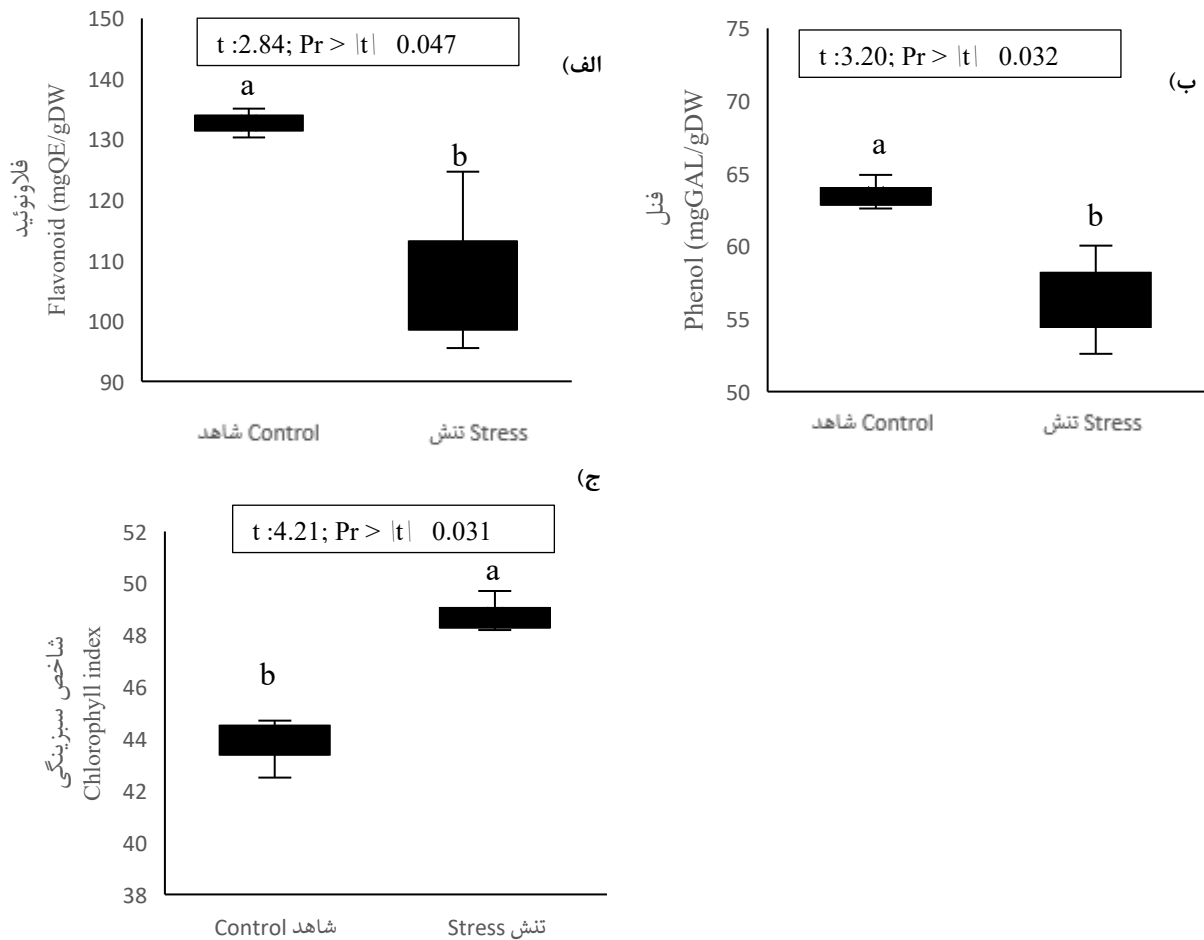 الف)
t :2.84; Pr > |t| 0.047
150
140
130
120
110
100
90
فلاونوئید
Flavonoid (mgQE/gDW)
a
b
شاهد Control
تنش Stress
ب)
t :3.20; Pr > |t| 0.032
75
70
65
60
55
50
فنل
Phenol (mgGAL/gDW)
a
b
شاهد Control
تنش Stress
ج)
t :4.21; Pr > |t| 0.031
52
50
48
46
44
42
40
38
شاخص سبزینگی
Chlorophyll index
b
a
Control شاهد
Stress تنش